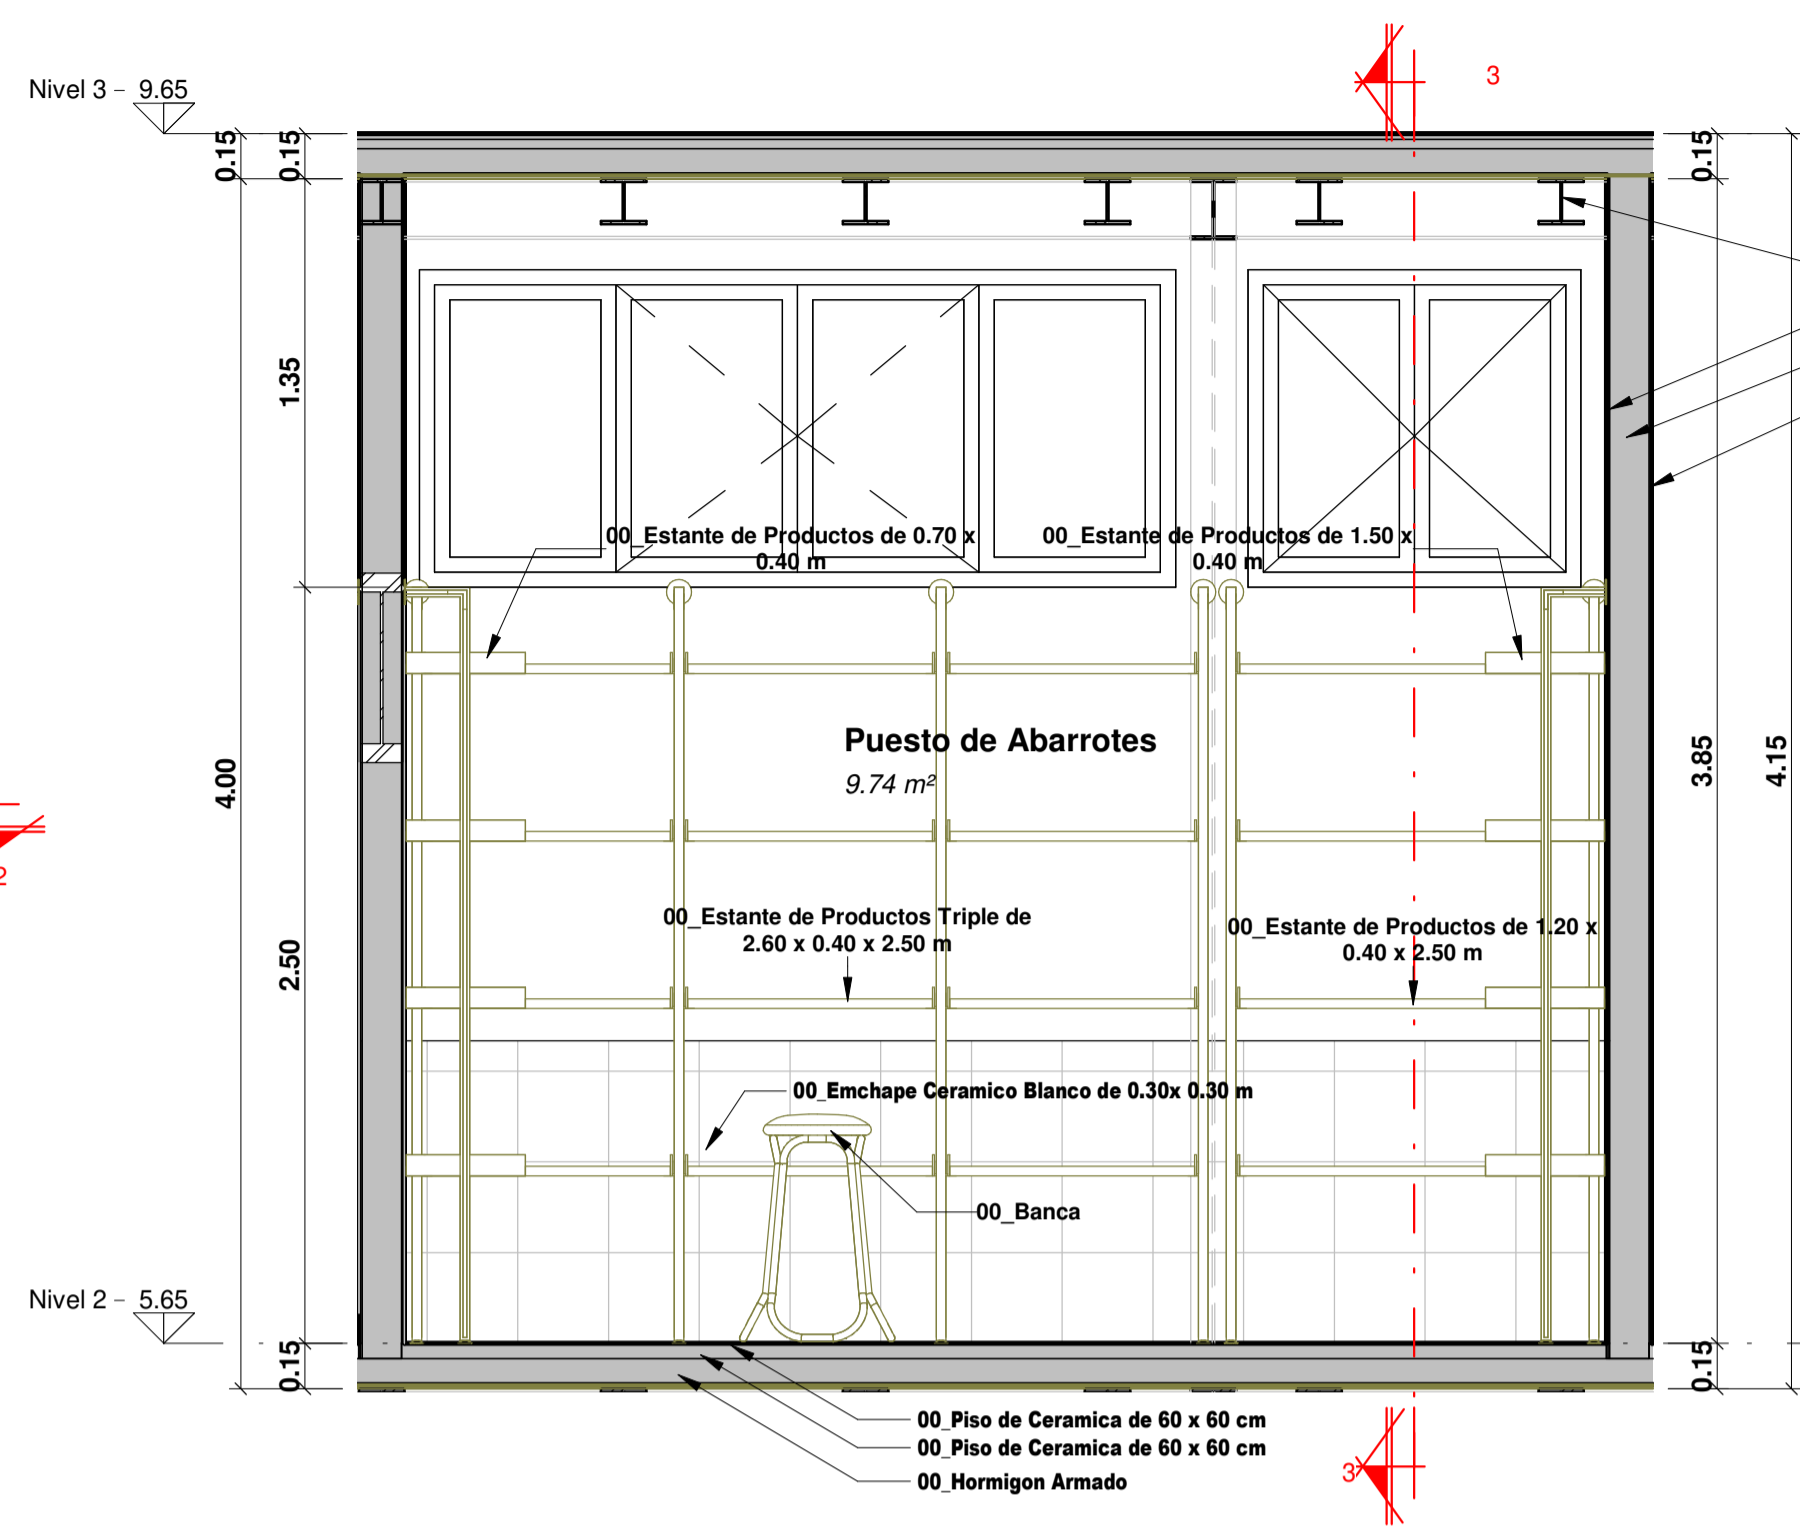 3
Nivel 3 – 9.65
0.15
0.15
0.15
1.35
00_Estante de Productos de 0.70 x
0.40 m
00_Estante de Productos de 1.50 x
0.40 m
Puesto de Abarrotes
9.74 m²
4.00
3.85
4.15
2
00_Estante de Productos Triple de
2.60 x 0.40 x 2.50 m
00_Estante de Productos de 1.20 x
0.40 x 2.50 m
2.50
00_Emchape Ceramico Blanco de 0.30x 0.30 m
00_Banca
Nivel 2 – 5.65
0.15
0.15
00_Piso de Ceramica de 60 x 60 cm
00_Piso de Ceramica de 60 x 60 cm
00_Hormigon Armado
3